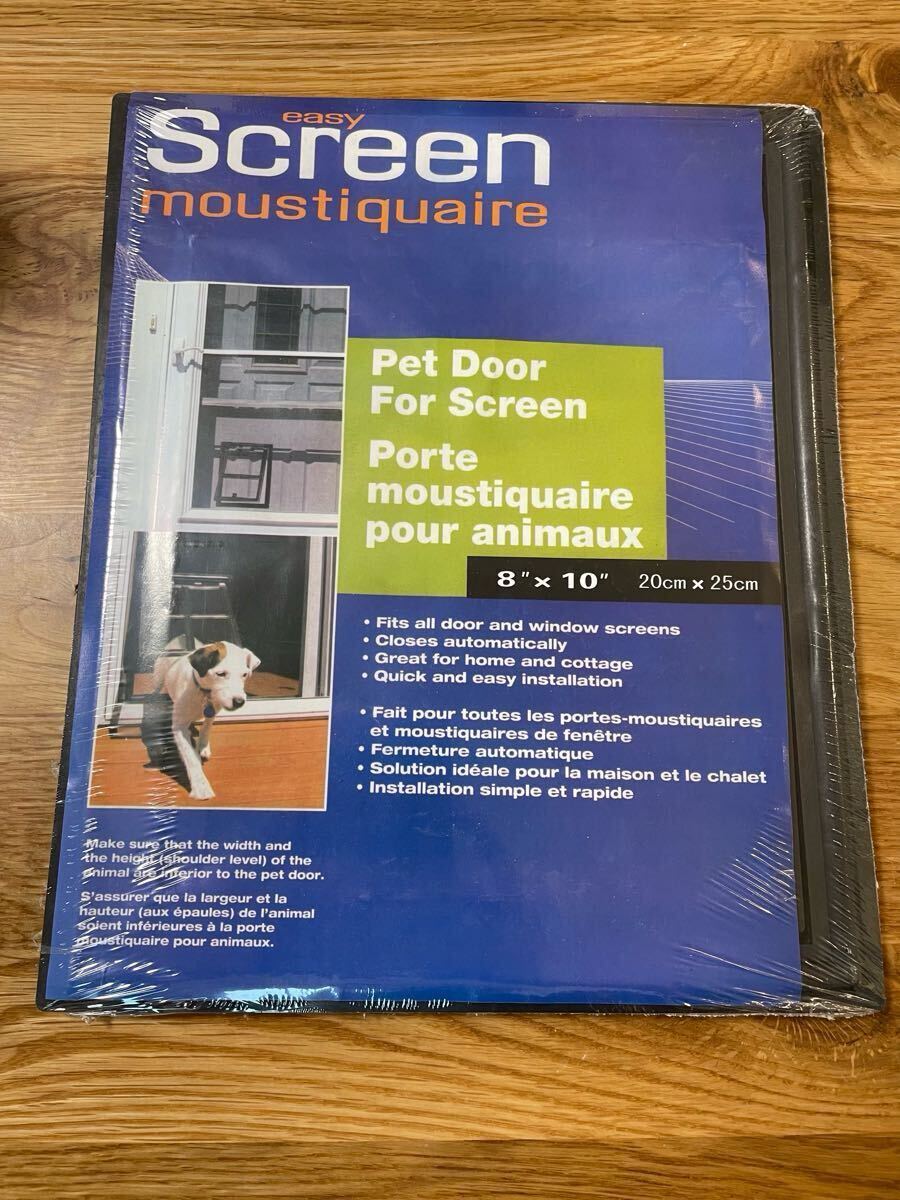 easy
Screen
moustiquaire
Pet Door
For Screen
Porte
moustiquaire
pour animaux
8" x 10" 20cm x 25cm
• Fits all door and window screens
• Closes automatically
• Great for home and cottage
• Quick and easy installation
• Fait pour toutes les portes-moustiquaires
et moustiquaires de fenêtre
• Fermeture automatique
• Solution idéale pour la maison et le chalet
• Installation simple et rapide
Make sure that the width and
the height (shoulder level) of the
animal are inferior to the pet door.
S'assurer que la largeur et la
hauteur (aux épaules) de l'animal
soient inférieures à la porte
moustiquaire pour animaux.